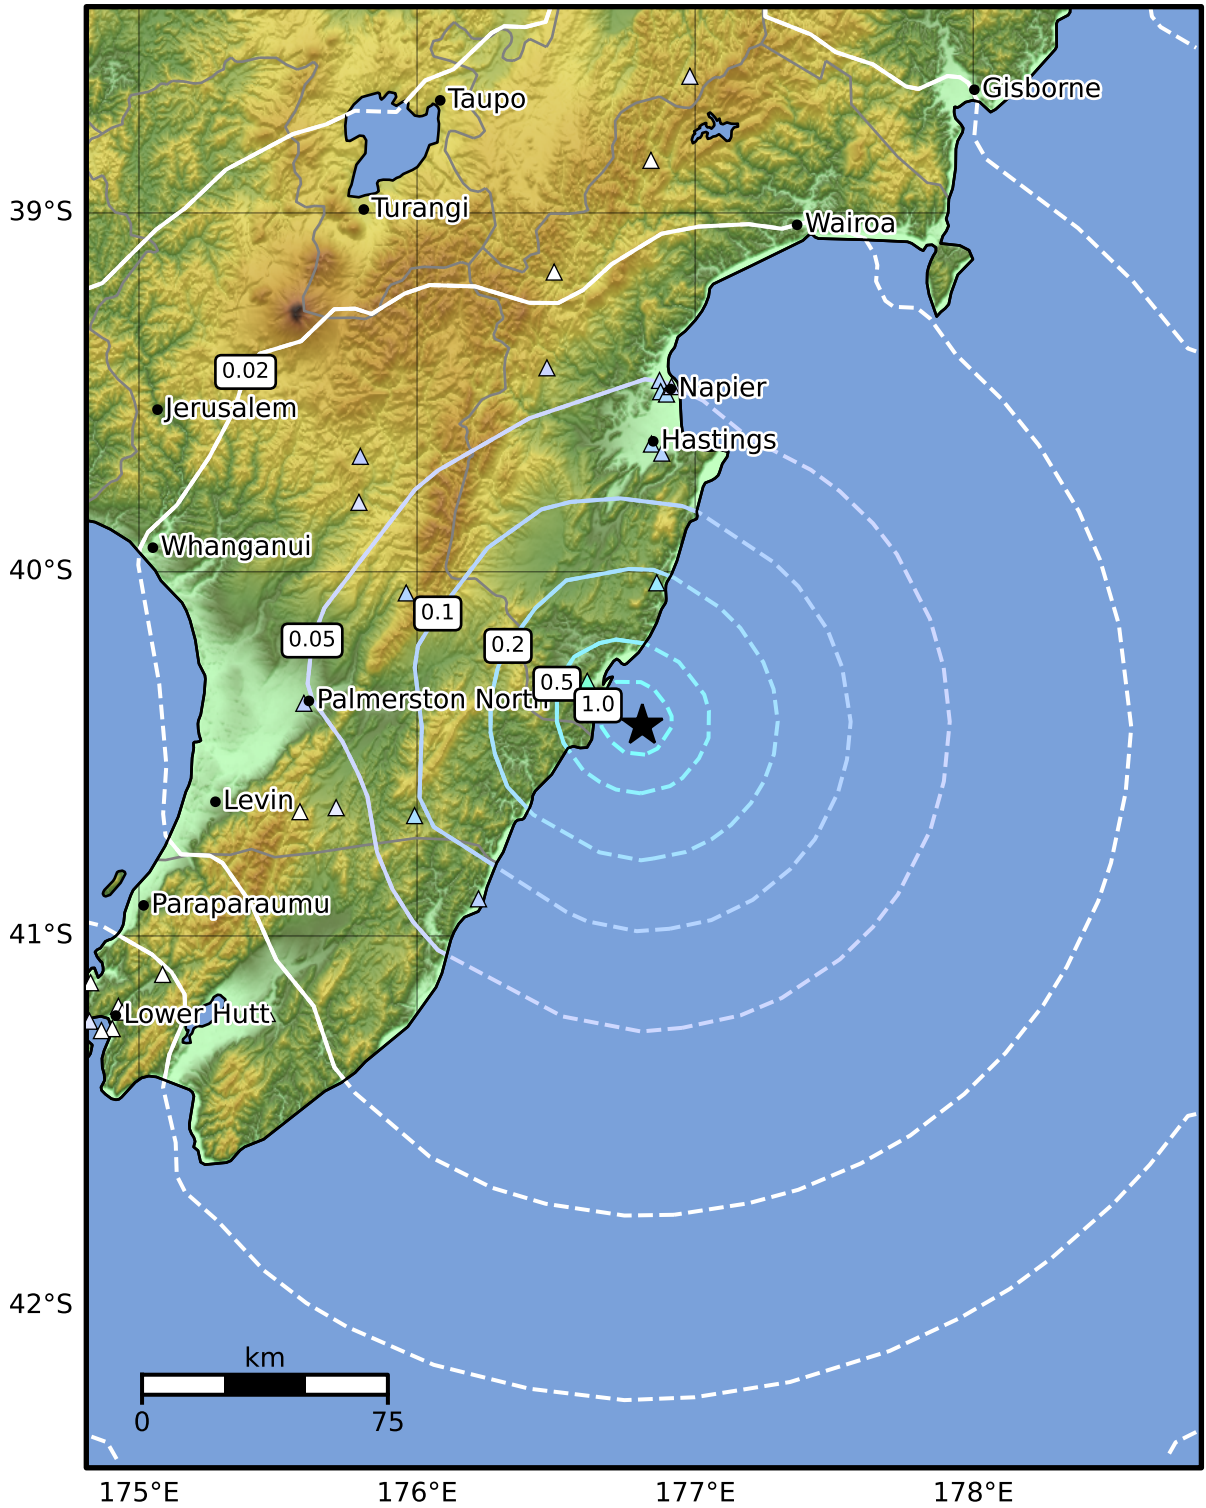 Taupo
Gisborne
Turangi
39°S
Wairoa
0.02
Napier
Jerusalem
Hastings
Whanganui
40°S
0.1
0.05
0.2
0.5
Palmerston North
1.0
Levin
Paraparaumu
41°S
Lower Hutt
42°S
km
0
75
175°E
176°E
177°E
178°E